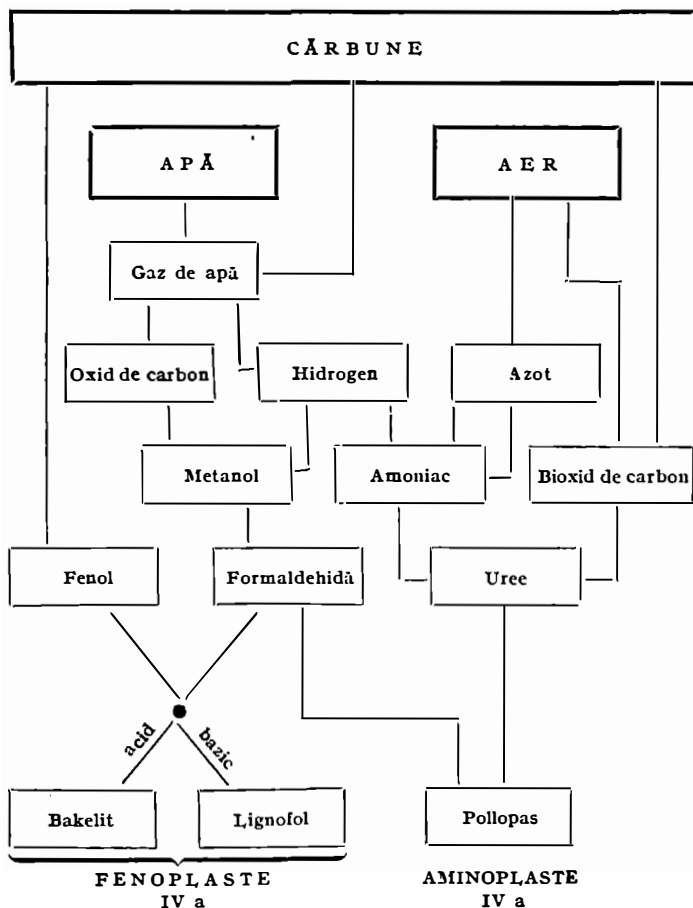 CĂRBUNE
APĂ
AER
Gaz de apă
Oxid de carbon
Hidrogen
Azot
Metanol
Amoniac
Bioxid de carbon
Fenol
Formaldehidă
Uree
acid
bazic
Bakelit
Lignofol
Pollopas
FENOPLASTE
IV a
AMINOPLASTE
IV a